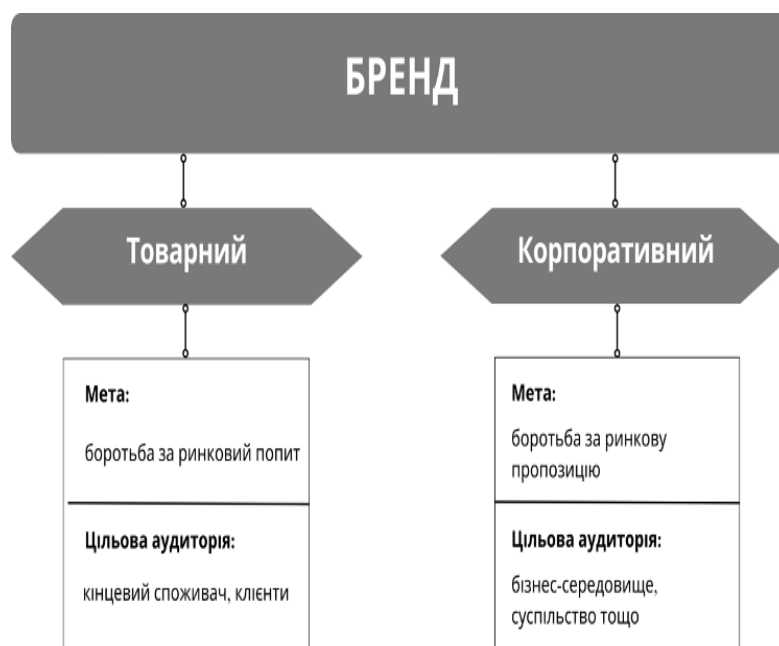 БРЕНД
Товарний
Мета:
боротьба за ринковий попит
Цільова аудиторія:
кінцевий споживач, клієнти
Корпоративний
Мета:
боротьба за ринкову
пропозицію
Цільова аудиторія:
бізнес-середовище,
суспільство тощо